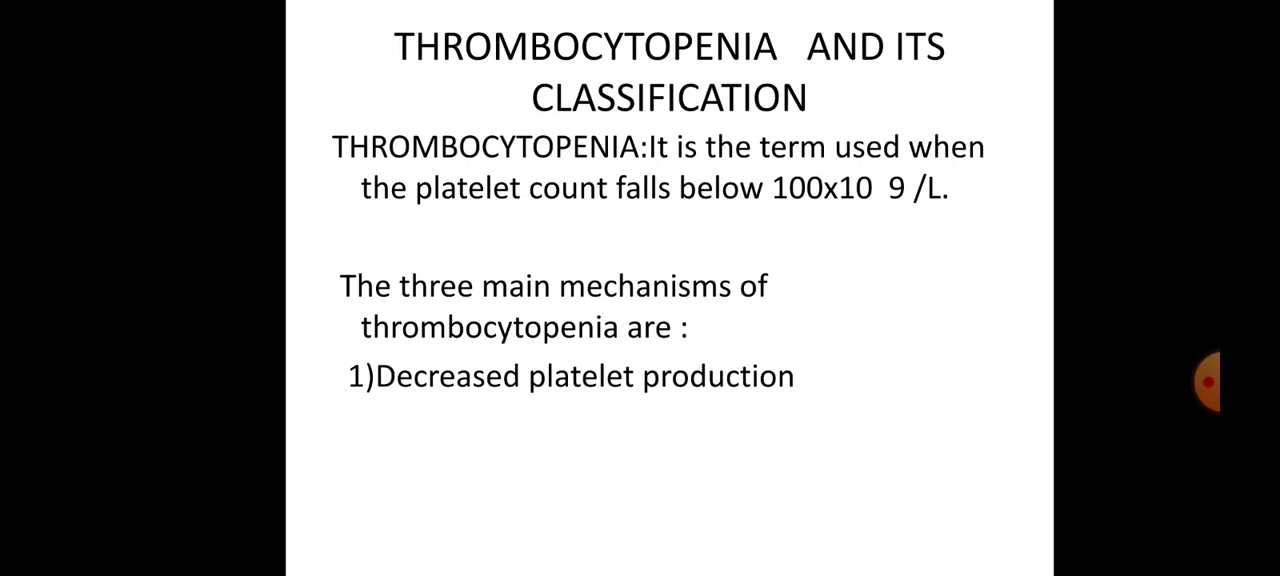 THROMBOCYTOPENIA AND ITS
CLASSIFICATION
THROMBOCYTOPENIA:It is the term used when
the platelet count falls below 100x10 9 /L.
The three main mechanisms of
thrombocytopenia are :
1)Decreased platelet production